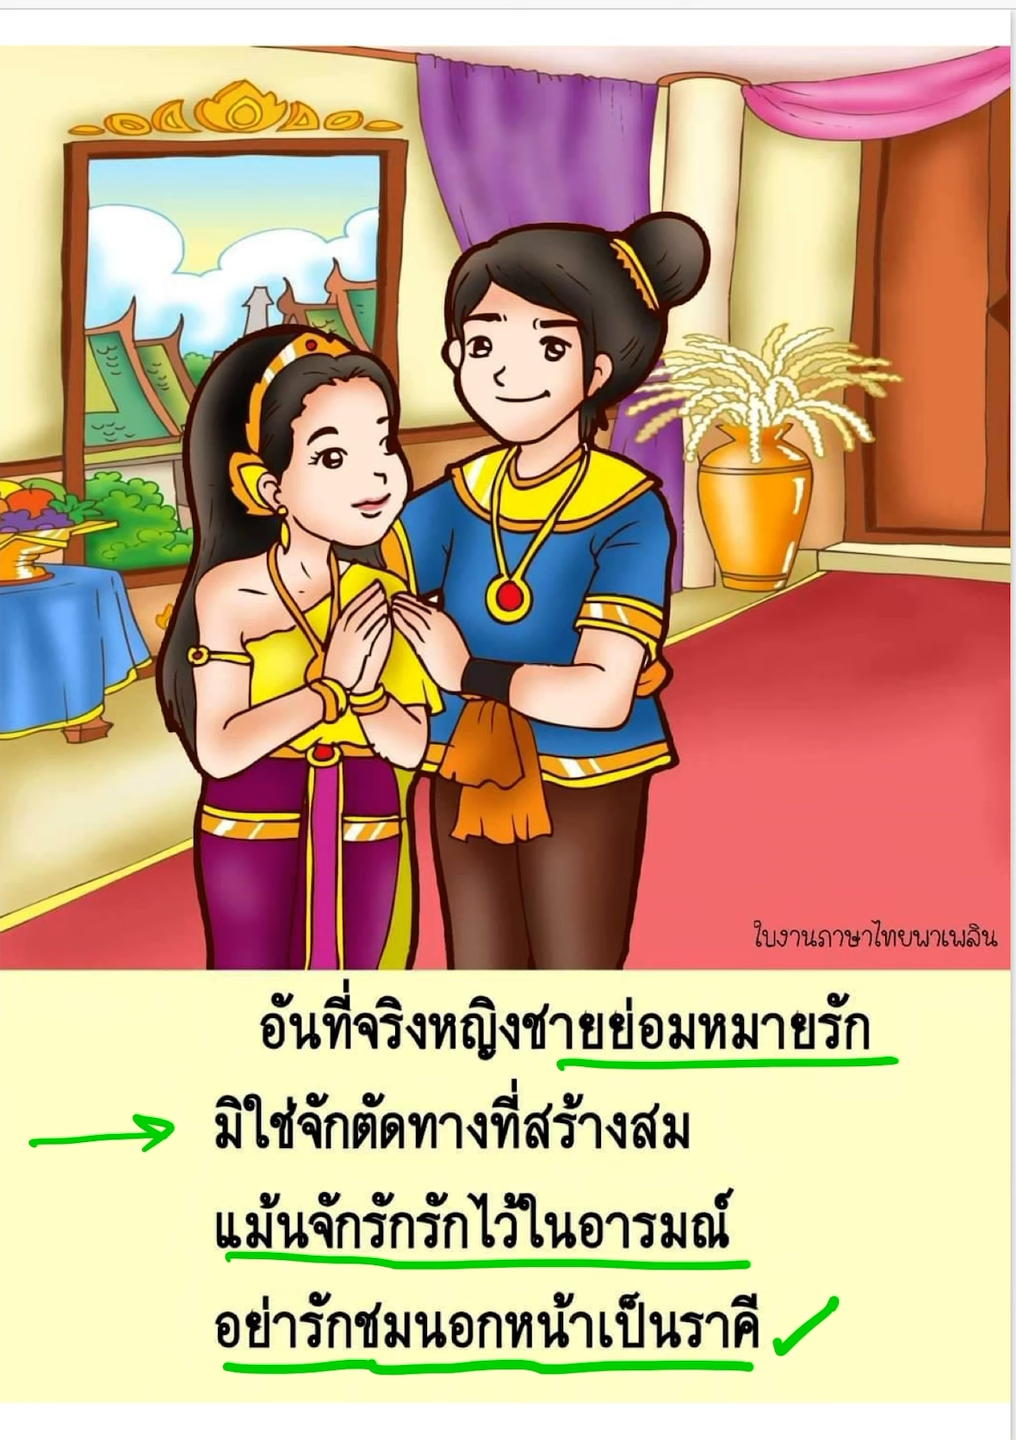 ใบงานภาษาไทยพาเพลิน
อันที่จริงหญิงชายย่อมหมายรัก
มิใช่จักตัดทางที่สร้างสม
แม้นจักรักรักไว้ในอารมณ์
อย่ารักชมนอกหน้าเป็นราคี